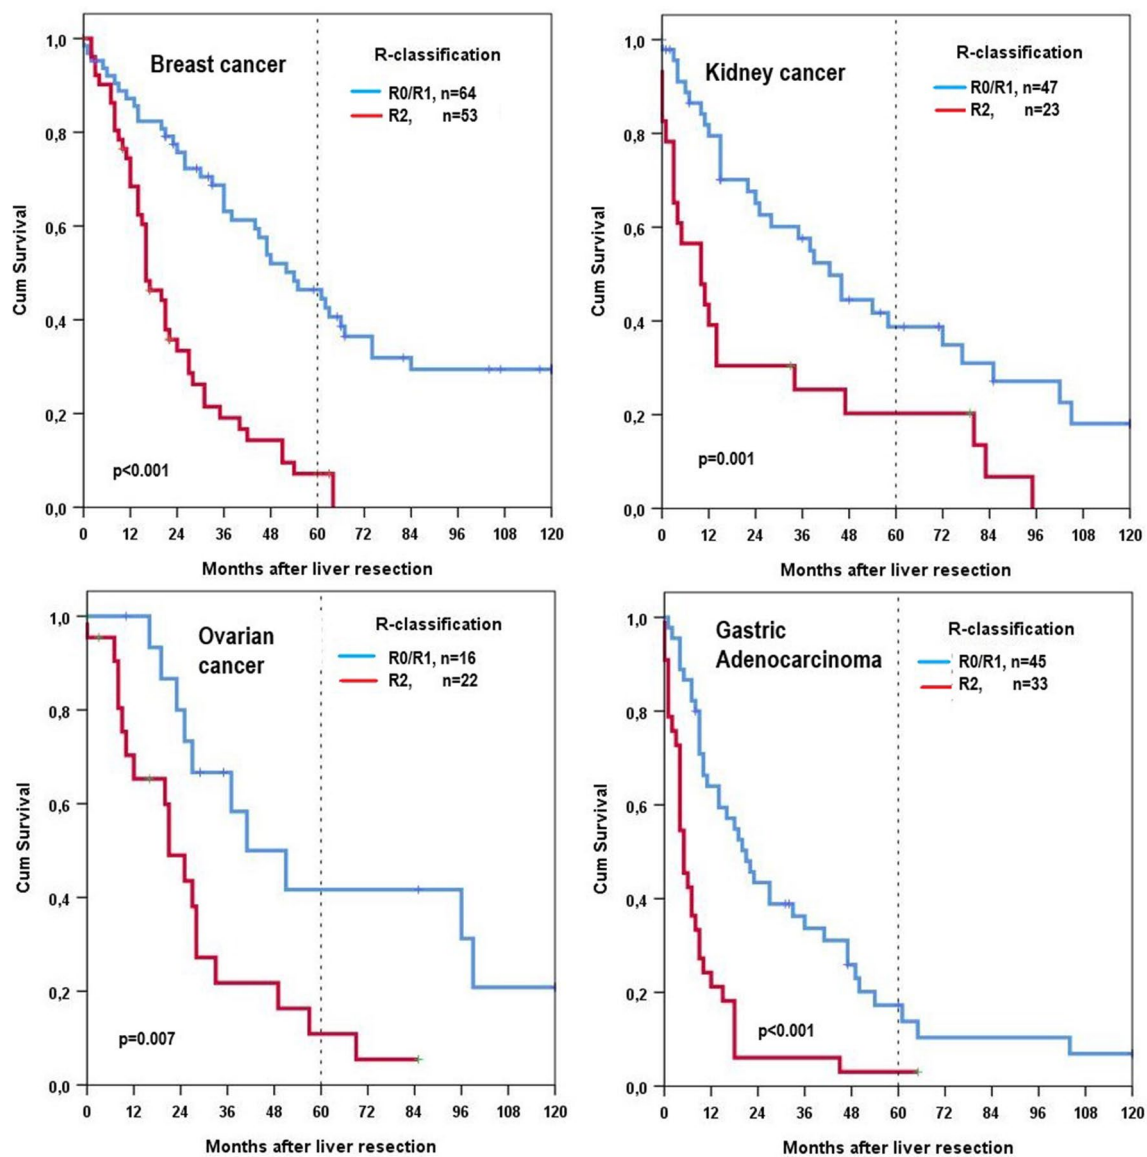 Breast cancer
R-classification
R0/R1, n=64
R2, n=53
Cum Survival
1,0
0,8
0,6
0,4
0,2
0,0
p<0.001
0 12 24 36 48 60 72 84 96 108 120
Months after liver resection
Kidney cancer
R-classification
R0/R1, n=47
R2, n=23
Cum Survival
1,0
0,8
0,6
0,4
0,2
0,0
p=0.001
0 12 24 36 48 60 72 84 96 108 120
Months after liver resection
Ovarian
cancer
R-classification
R0/R1, n=16
R2, n=22
Cum Survival
1,0
0,8
0,6
0,4
0,2
0,0
p=0.007
0 12 24 36 48 60 72 84 96 108 120
Months after liver resection
Gastric
Adenocarcinoma
R-classification
R0/R1, n=45
R2, n=33
Cum Survival
1,0
0,8
0,6
0,4
0,2
0,0
p<0.001
0 12 24 36 48 60 72 84 96 108 120
Months after liver resection